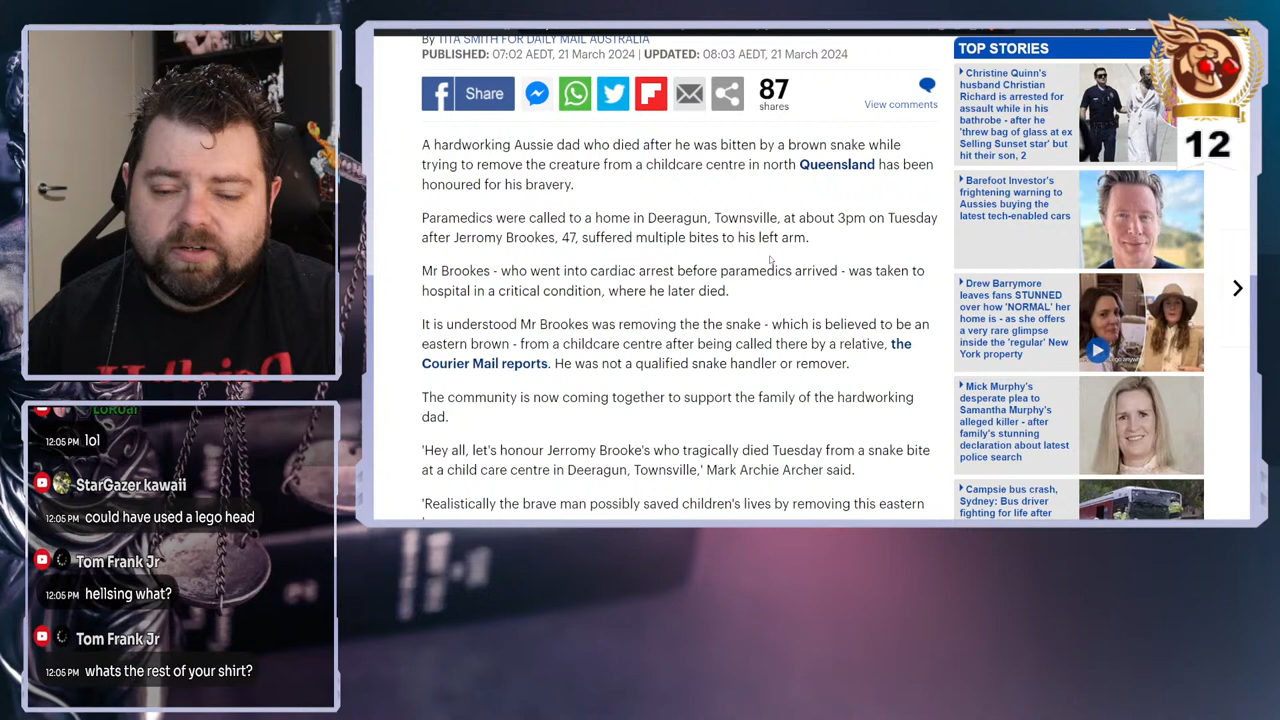 By TITA SMITH FOR DAILY MAIL AUSTRALIA
PUBLISHED: 07:02 AEDT, 21 March 2024 | UPDATED: 08:03 AEDT, 21 March 2024
f Share
87
shares
View comments
A hardworking Aussie dad who died after he was bitten by a brown snake while
trying to remove the creature from a childcare centre in north Queensland has been
honoured for his bravery.
Paramedics were called to a home in Deeragun, Townsville, at about 3pm on Tuesday
after Jerromy Brookes, 47, suffered multiple bites to his left arm.
Mr Brookes - who went into cardiac arrest before paramedics arrived - was taken to
hospital in a critical condition, where he later died.
It is understood Mr Brookes was removing the the snake - which is believed to be an
eastern brown - from a childcare centre after being called there by a relative, the
Courier Mail reports. He was not a qualified snake handler or remover.
The community is now coming together to support the family of the hardworking
dad.
'Hey all, let's honour Jerromy Brooke's who tragically died Tuesday from a snake bite
at a child care centre in Deeragun, Townsville,' Mark Archie Archer said.
'Realistically the brave man possibly saved children's lives by removing this eastern
TOP STORIES
Christine Quinn's
husband Christian
Richard is arrested for
assault while in his
bathrobe - after he
'threw bag of glass at ex
Selling Sunset star' but
hit their son, 2
Barefoot Investor's
frightening warning to
Aussies buying the
latest tech-enabled cars
Drew Barrymore
leaves fans STUNNED
over how 'NORMAL' her
home is - as she offers
a very rare glimpse
inside the 'regular' New
York property
Mick Murphy's
desperate plea to
Samantha Murphy's
alleged killer - after
family's stunning
declaration about latest
police search
Campsie bus crash,
Sydney: Bus driver
fighting for life after
12
12:05 PM lol
StarGazer kawaii
12:05 PM could have used a lego head
Tom Frank Jr
12:05 PM hellsing what?
Tom Frank Jr
12:05 PM whats the rest of your shirt?